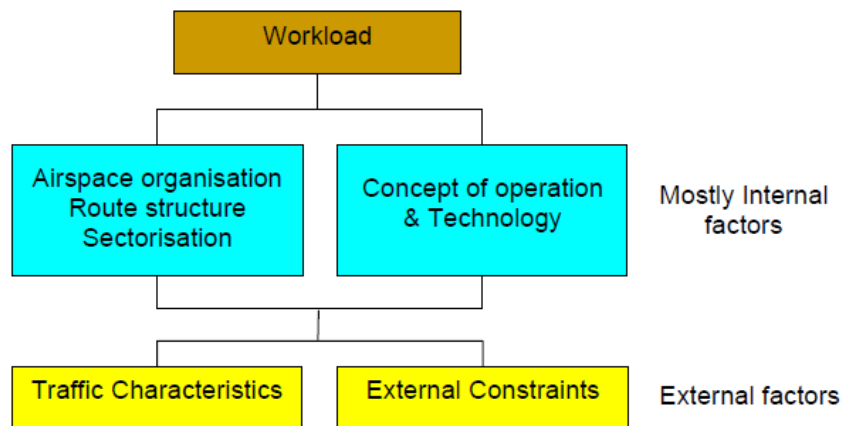 Workload
Airspace organisation
Route structure
Sectorisation
Concept of operation
& Technology
Mostly Internal
factors
Traffic Characteristics
External Constraints
External factors